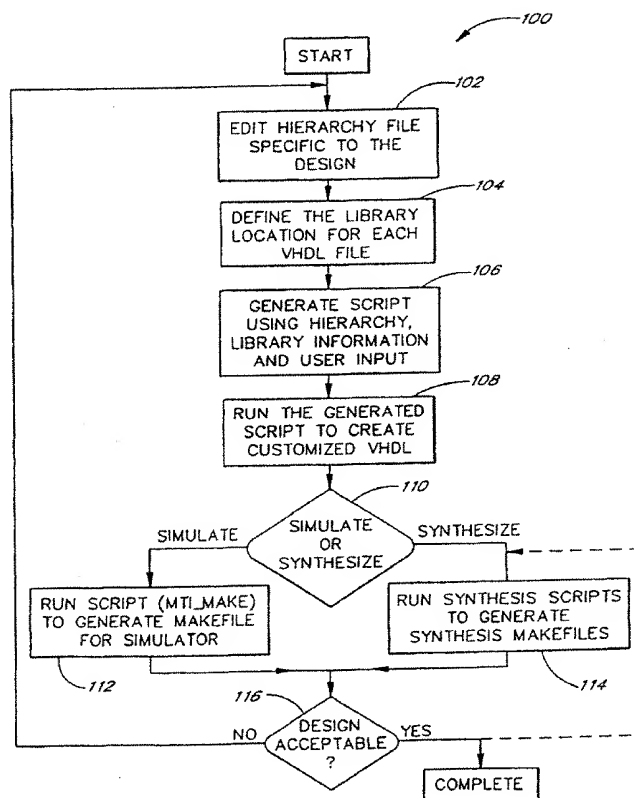 100
START
102
EDIT HIERARCHY FILE
SPECIFIC TO THE
DESIGN
104
DEFINE THE LIBRARY
LOCATION FOR EACH
VHDL FILE
106
GENERATE SCRIPT
USING HIERARCHY,
LIBRARY INFORMATION
AND USER INPUT
108
RUN THE GENERATED
SCRIPT TO CREATE
CUSTOMIZED VHDL
110
SIMULATE
OR
SYNTHESIZE
SIMULATE
SYNTHESIZE
RUN SCRIPT (MTI_MAKE)
TO GENERATE MAKEFILE
FOR SIMULATOR
112
RUN SYNTHESIS SCRIPTS
TO GENERATE
SYNTHESIS MAKEFILES
114
116
DESIGN
ACCEPTABLE
?
NO
YES
COMPLETE